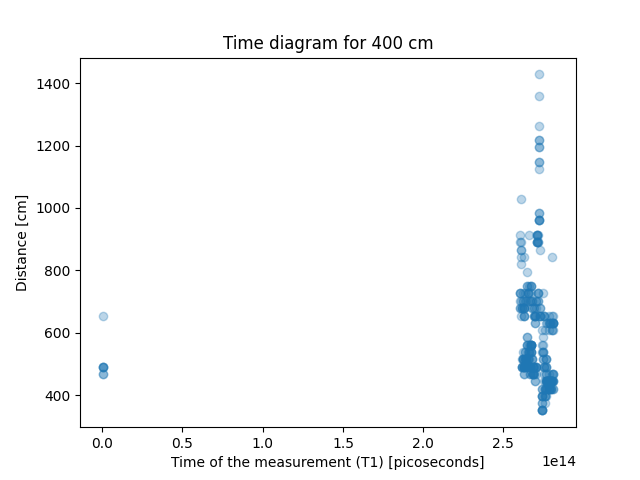 Time diagram for 400 cm
1400
1200
1000
800
600
400
Distance [cm]
0.0 0.5 1.0 1.5 2.0 2.5
1e14
Time of the measurement (T1) [picoseconds]